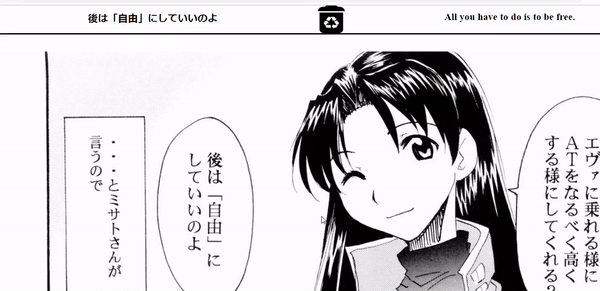 後は「自由」にしていいのよ
All you have to do is to be free.
エヴァに乗れる様に
ATをなるべく高く
する様にしてくれる？
後は「自由」に
していいのよ
・・・とミサトさんが
言うので